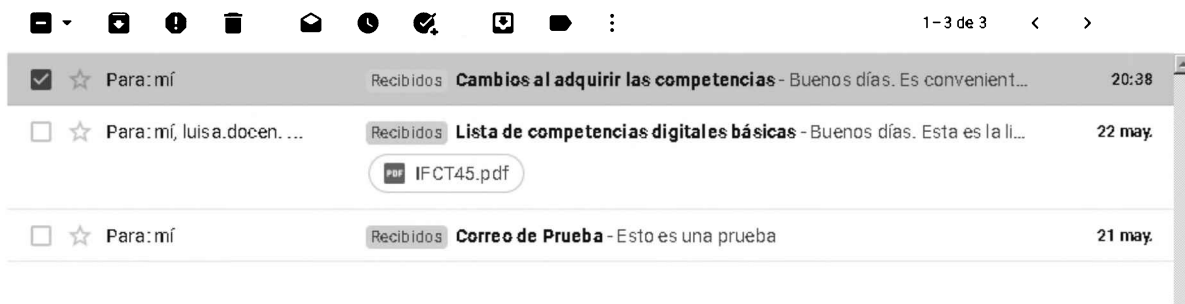 1-3 de 3
Para: mí Recibidos Cambios al adquirir las competencias - Buenos días. Es convenient... 20:38
Para: mí, luisa.docen. ... Recibidos Lista de competencias digitales básicas - Buenos días. Esta es la li... 22 may.
PDF IFCT45.pdf
Para: mí Recibidos Correo de Prueba - Esto es una prueba 21 may.